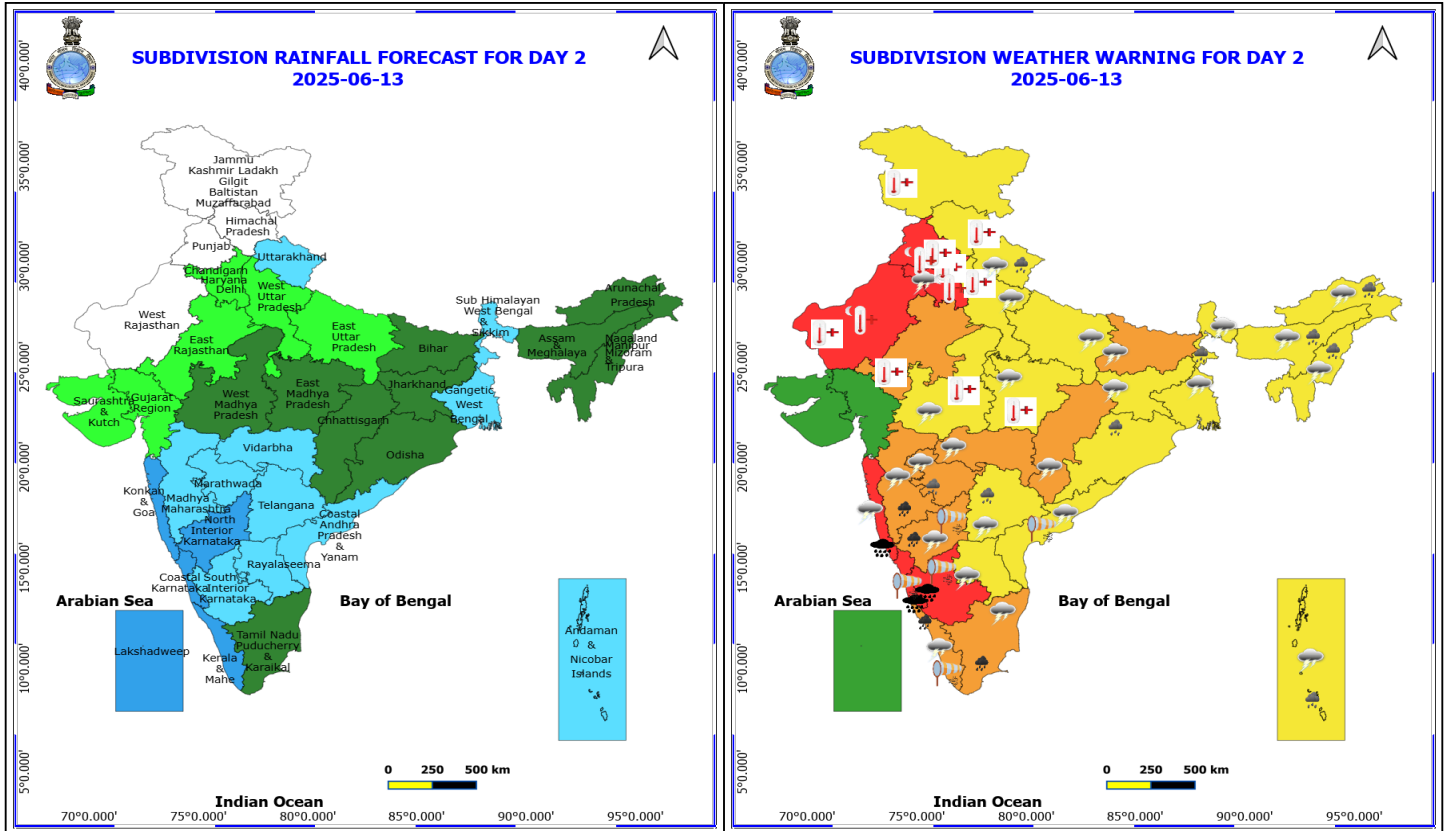 SUBDIVISION RAINFALL FORECAST FOR DAY 2
2025-06-13
40°0.000'
35°0.000'
30°0.000'
25°0.000'
20°0.000'
15°0.000'
10°0.000'
5°0.000'
Jammu
Kashmir Ladakh
Gilgit
Baltistan
Muzaffarabad
Himachal
Pradesh
Punjab
Uttarakhand
Chandigarh
Haryana
Delhi
West
Uttar
Pradesh
West
Rajasthan
East
Rajasthan
East
Uttar
Pradesh
Sub Himalayan
West Bengal
&
Sikkim
Arunachal
Pradesh
Assam
&
Meghalaya
Nagaland
Manipur
Mizoram
&
Tripura
Bihar
Jharkhand
Gangetic
West
Bengal
Saurashtra
&
Kutch
Gujarat
Region
West
Madhya
Pradesh
East
Madhya
Pradesh
Chhattisgarh
Odisha
Vidarbha
Marathwada
Konkan
&
Goa
Madhya
Maharashtra
North
Interior
Karnataka
Telangana
Coastal
Andhra
Pradesh
&
Yanam
Rayalaseema
Coastal
Karnataka
South
Interior
Karnataka
Arabian Sea
Bay of Bengal
Lakshadweep
Kerala
&
Mahe
Tamil Nadu
Puducherry
&
Karaikal
Andaman
&
Nicobar
Islands
0 250 500 km
Indian Ocean
70°0.000' 75°0.000' 80°0.000' 85°0.000' 90°0.000' 95°0.000'
SUBDIVISION WEATHER WARNING FOR DAY 2
2025-06-13
40°0.000'
35°0.000'
30°0.000'
25°0.000'
20°0.000'
15°0.000'
10°0.000'
5°0.000'
Arabian Sea
Bay of Bengal
0 250 500 km
Indian Ocean
70°0.000' 75°0.000' 80°0.000' 85°0.000' 90°0.000' 95°0.000'